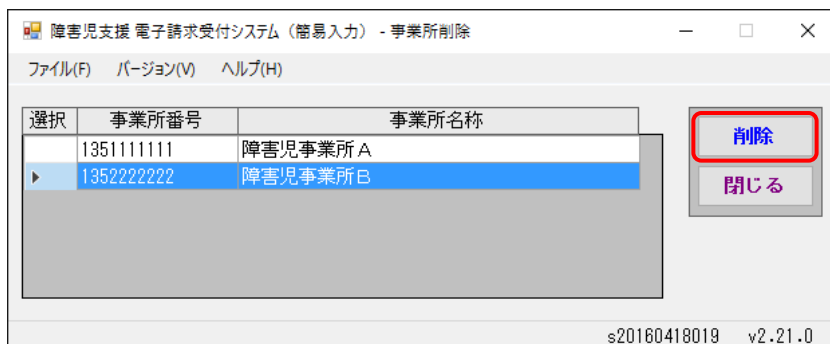 障害児支援 電子請求受付システム（簡易入力） - 事業所削除
ファイル(F) バージョン(V) ヘルプ(H)
選択 事業所番号 事業所名称
1351111111 障害児事業所Ａ
1352222222 障害児事業所Ｂ
削除
閉じる
s20160418019 v2.21.0